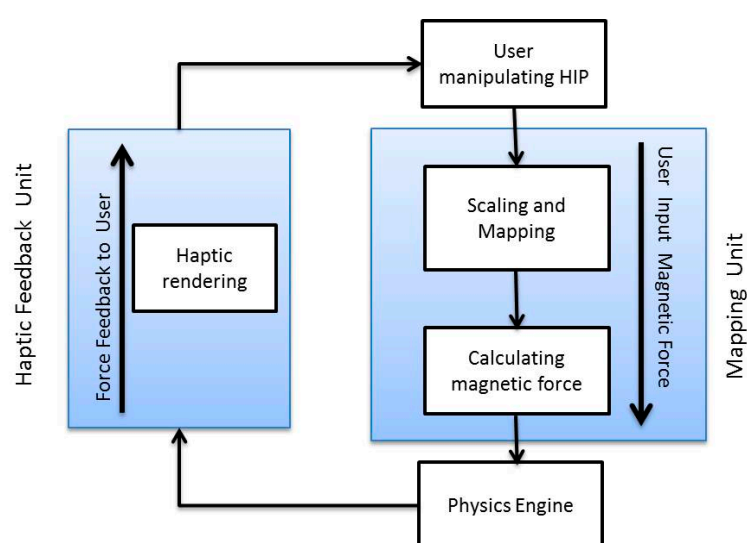 User
manipulating HIP
Haptic Feedback Unit
Force Feedback to User
Haptic
rendering
Scaling and
Mapping
Calculating
magnetic force
User Input Magnetic Force
Mapping Unit
Physics Engine